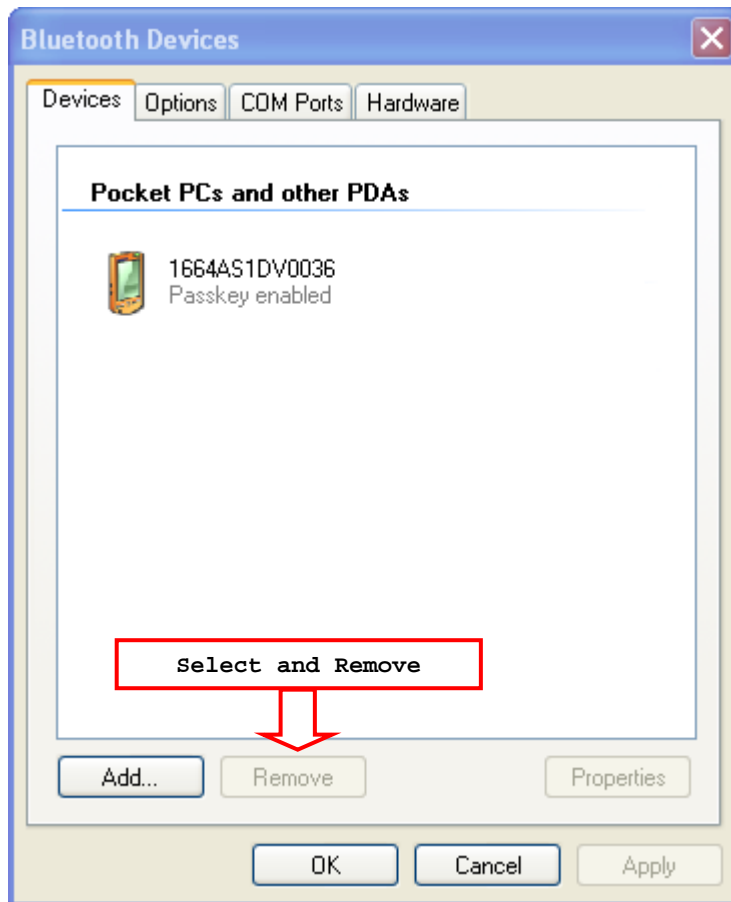 Bluetooth Devices
Devices Options COM Ports Hardware
Pocket PCs and other PDAs
1664AS1DV0036
Passkey enabled
Select and Remove
Add... Remove Properties
OK Cancel Apply